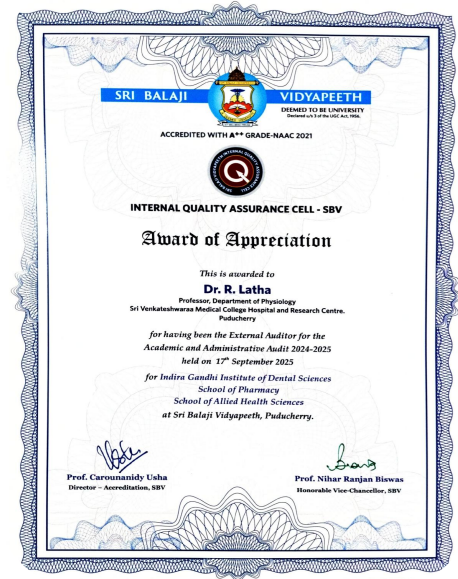 SRI BALAJI VIDYAPEETH
DEEMED TO BE UNIVERSITY
Declared u/s 3 of the UGC Act, 1956.
ACCREDITED WITH A++ GRADE-NAAC 2021
Q
INTERNAL QUALITY ASSURANCE CELL - SBV
Award of Appreciation
This is awarded to
Dr. R. Latha
Professor, Department of Physiology
Sri Venkateshwaraa Medical College Hospital and Research Centre.
Puducherry
for having been the External Auditor for the
Academic and Administrative Audit 2024-2025
held on 17th September 2025
for Indira Gandhi Institute of Dental Sciences
School of Pharmacy
School of Allied Health Sciences
at Sri Balaji Vidyapeeth, Puducherry.
Prof. Carounanidy Usha
Director – Accreditation, SBV
Prof. Nihar Ranjan Biswas
Honorable Vice-Chancellor, SBV